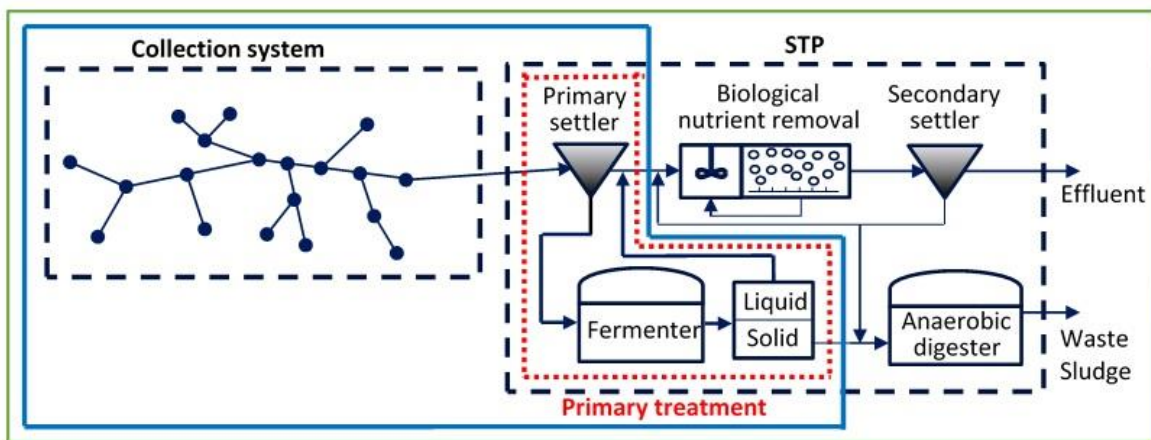 Collection system
STP
Primary
settler
Biological
nutrient removal
Secondary
settler
Effluent
Fermenter
Liquid
Solid
Anaerobic
digester
Waste
Sludge
Primary treatment